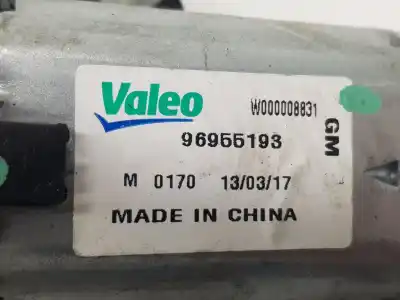 Valeo W000008831
96955193 GM
M 0170 13/03/17
MADE IN CHINA